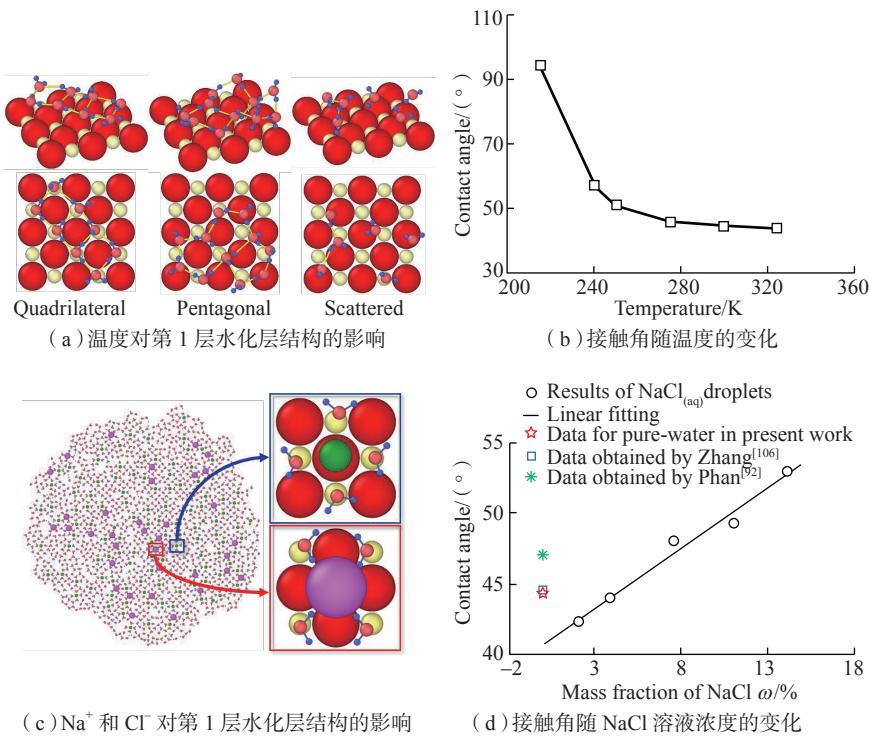 Quadrilateral
Pentagonal
Scattered
(a)温度对第1层水化层结构的影响
110
90
70
50
30
Contact angle/(°)
200
240
280
320
360
Temperature/K
(b)接触角随温度的变化
(c)Na⁺ 和 Cl⁻ 对第1层水化层结构的影响
Results of NaCl(aq)droplets
Linear fitting
Data for pure-water in present work
Data obtained by Zhang[106]
Data obtained by Phan[92]
55
50
45
40
Contact angle/(°)
−2
3
8
13
18
Mass fraction of NaCl ω/%
(d)接触角随 NaCl 溶液浓度的变化